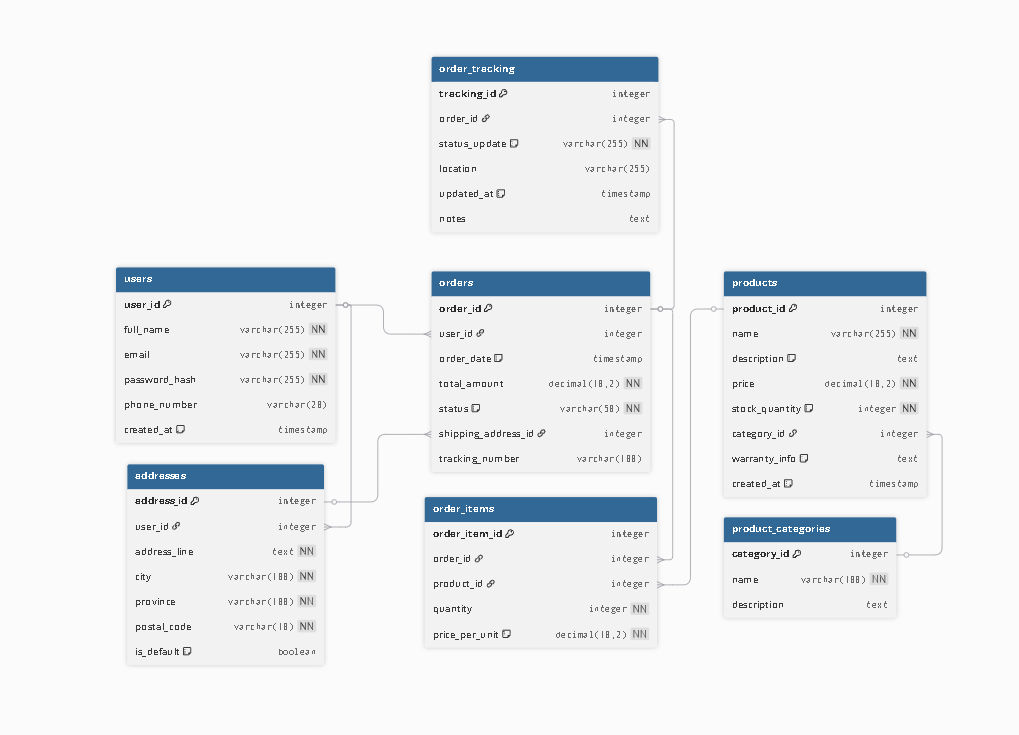 order_tracking
tracking_id integer
order_id integer
status_update varchar(255) NN
location varchar(255)
updated_at timestamp
notes text
users
user_id integer
full_name varchar(255) NN
email varchar(255) NN
password_hash varchar(255) NN
phone_number varchar(20)
created_at timestamp
orders
order_id integer
user_id integer
order_date timestamp
total_amount decimal(10,2) NN
status varchar(50) NN
shipping_address_id integer
tracking_number varchar(100)
products
product_id integer
name varchar(255) NN
description text
price decimal(10,2) NN
stock_quantity integer NN
category_id integer
warranty_info text
created_at timestamp
addresses
address_id integer
user_id integer
address_line text NN
city varchar(100) NN
province varchar(100) NN
postal_code varchar(10) NN
is_default boolean
order_items
order_item_id integer
order_id integer
product_id integer
quantity integer NN
price_per_unit decimal(10,2) NN
product_categories
category_id integer
name varchar(100) NN
description text